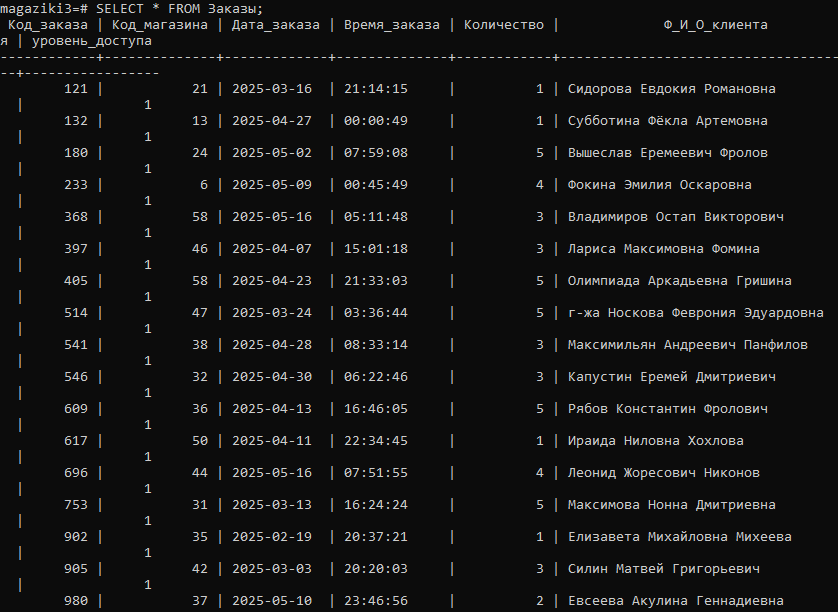 magaziki3=# SELECT * FROM Заказы;
 Код_заказа | Код_магазина | Дата_заказа | Время_заказа | Количество |             Ф_И_О_клиента
я | уровень_доступа
------------+--------------+-------------+--------------+------------+----------------------------------
--+-----------------
        121 |           21 | 2025-03-16  | 21:14:15     |          1 | Сидорова Евдокия Романовна
  |               1
        132 |           13 | 2025-04-27  | 00:00:49     |          1 | Субботина Фёкла Артемовна
  |               1
        180 |           24 | 2025-05-02  | 07:59:08     |          5 | Вышеслав Еремеевич Фролов
  |               1
        233 |            6 | 2025-05-09  | 00:45:49     |          4 | Фокина Эмилия Оскаровна
  |               1
        368 |           58 | 2025-05-16  | 05:11:48     |          3 | Владимиров Остап Викторович
  |               1
        397 |           46 | 2025-04-07  | 15:01:18     |          3 | Лариса Максимовна Фомина
  |               1
        405 |           58 | 2025-04-23  | 21:33:03     |          5 | Олимпиада Аркадьевна Гришина
  |               1
        514 |           47 | 2025-03-24  | 03:36:44     |          5 | г-жа Носкова Феврония Эдуардовна
  |               1
        541 |           38 | 2025-04-28  | 08:33:14     |          3 | Максимильян Андреевич Панфилов
  |               1
        546 |           32 | 2025-04-30  | 06:22:46     |          3 | Капустин Еремей Дмитриевич
  |               1
        609 |           36 | 2025-04-13  | 16:46:05     |          5 | Рябов Константин Фролович
  |               1
        617 |           50 | 2025-04-11  | 22:34:45     |          1 | Ираида Ниловна Хохлова
  |               1
        696 |           44 | 2025-05-16  | 07:51:55     |          4 | Леонид Жоресович Никонов
  |               1
        753 |           31 | 2025-03-13  | 16:24:24     |          5 | Максимова Нонна Дмитриевна
  |               1
        902 |           35 | 2025-02-19  | 20:37:21     |          1 | Елизавета Михайловна Михеева
  |               1
        905 |           42 | 2025-03-03  | 20:20:03     |          3 | Силин Матвей Григорьевич
  |               1
        980 |           37 | 2025-05-10  | 23:46:56     |          2 | Евсеева Акулина Геннадиевна